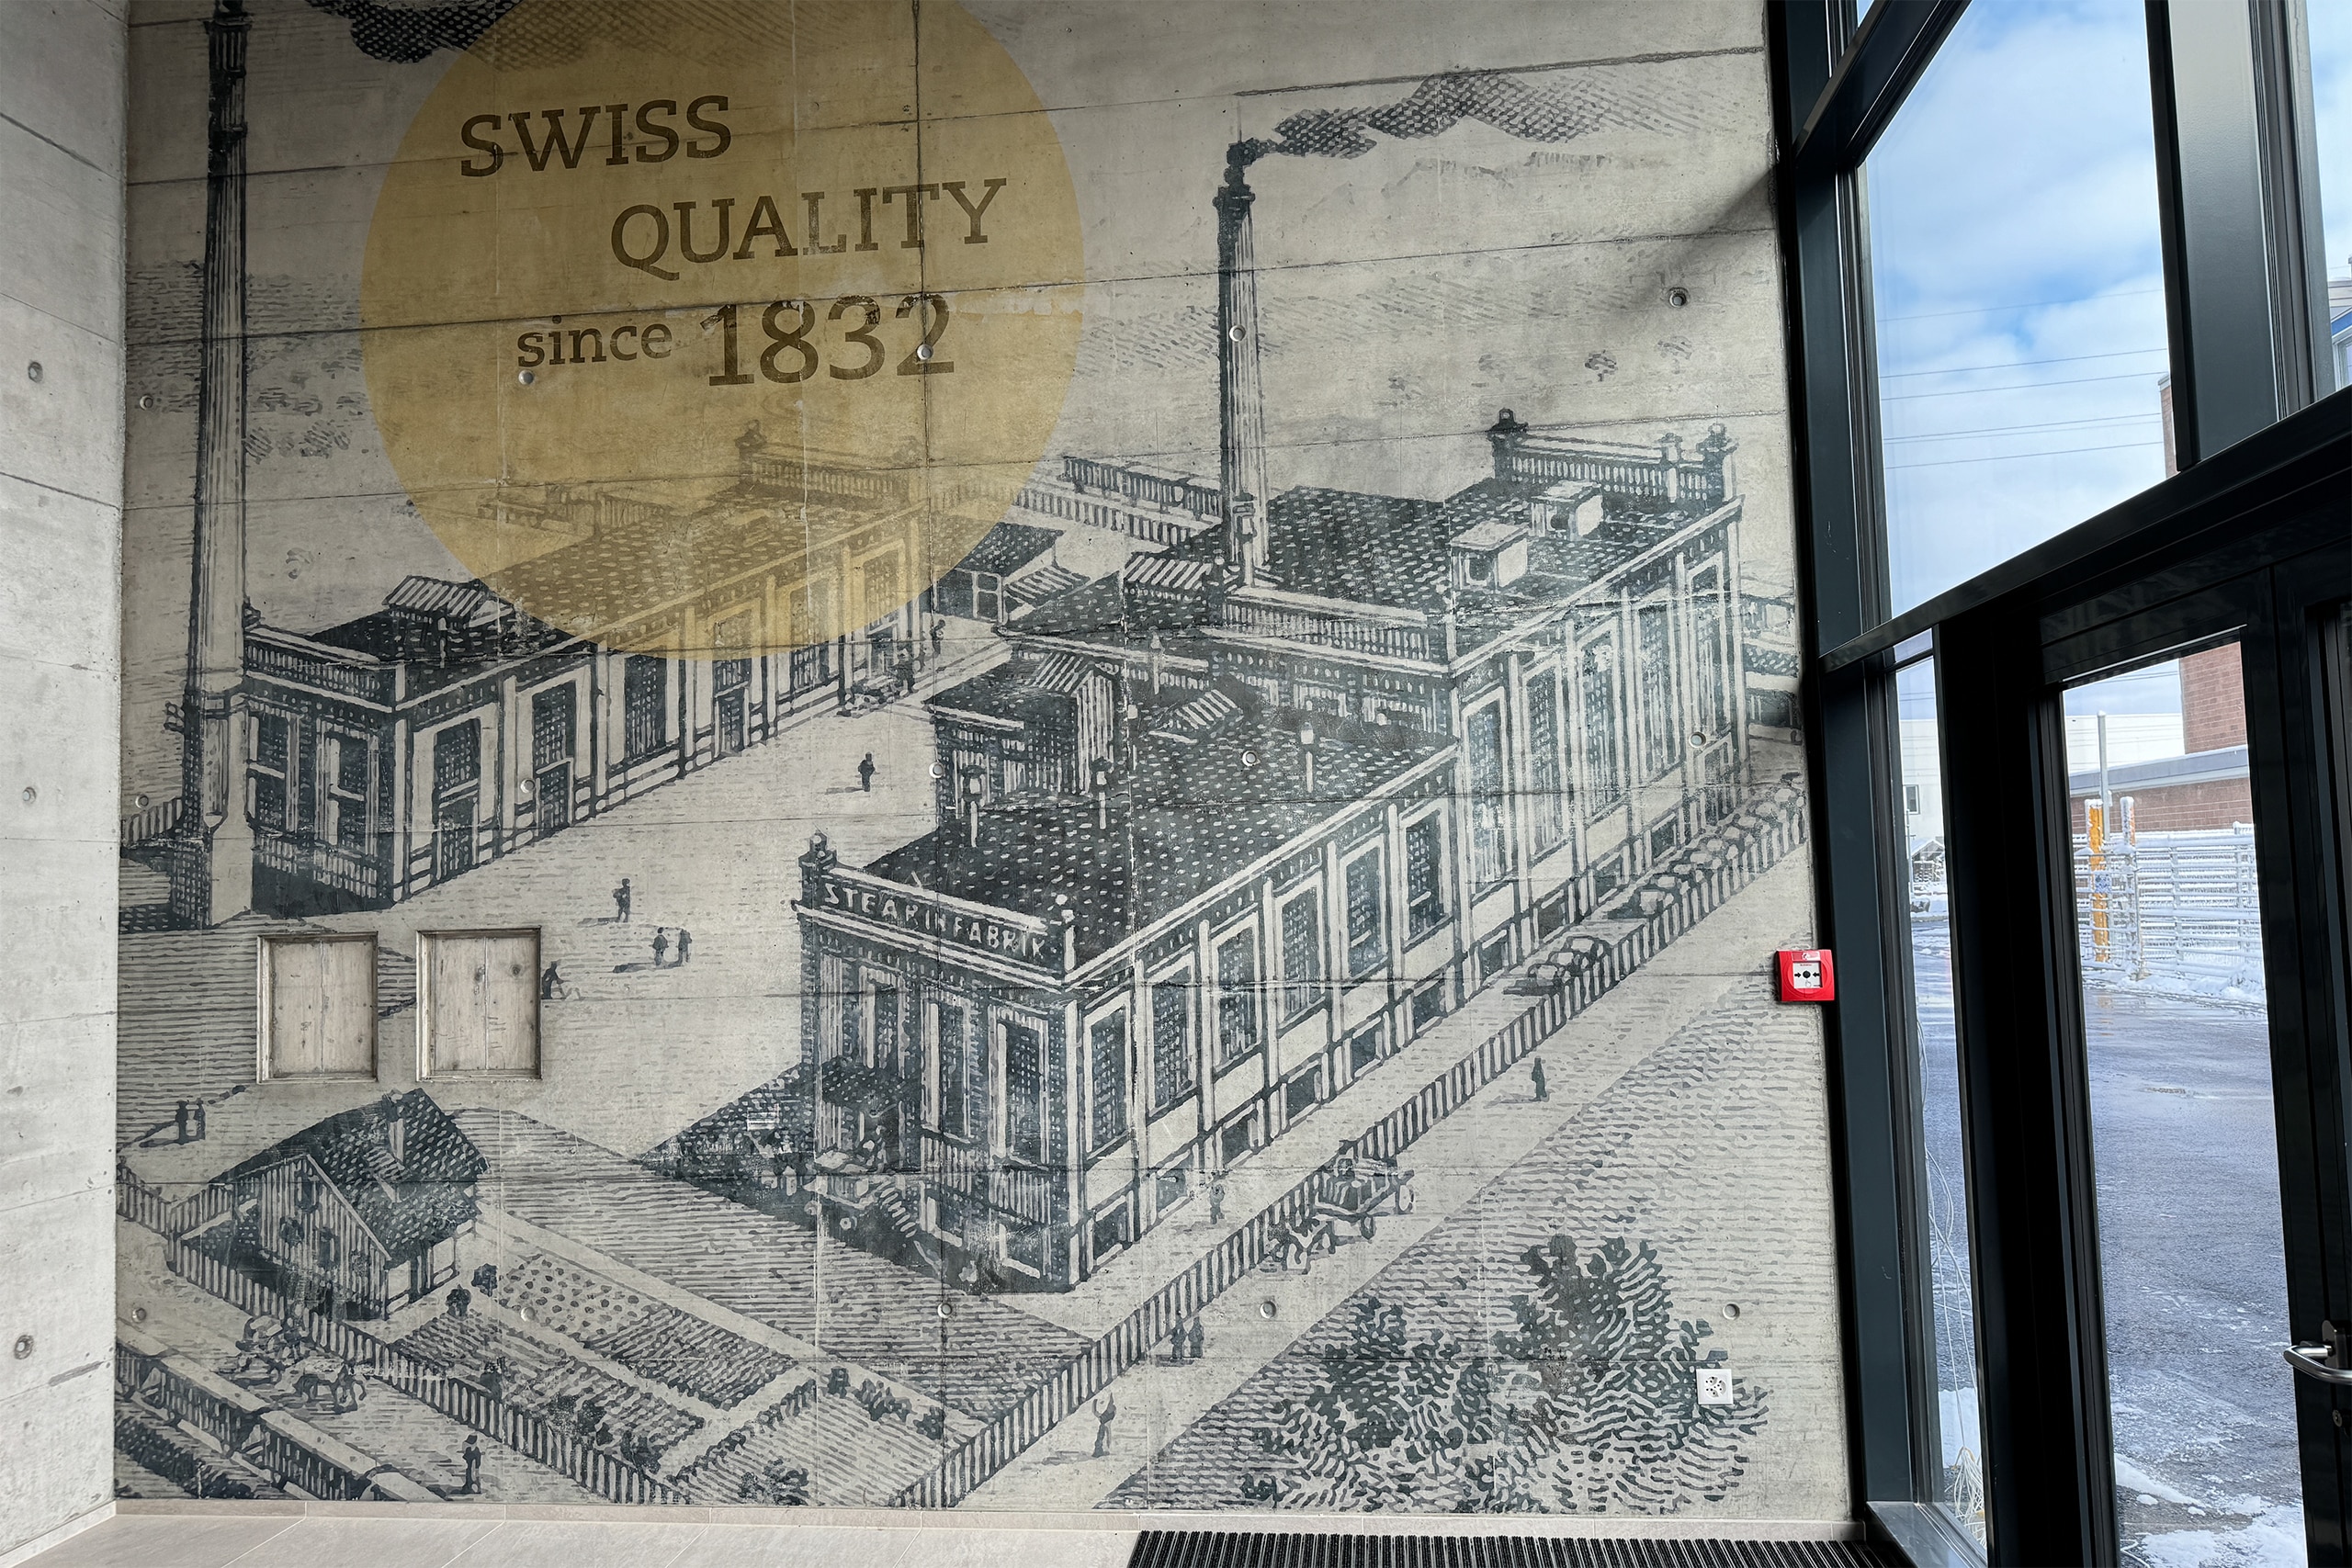 SWISS
QUALITY
since 1832
STEARINFABRIK